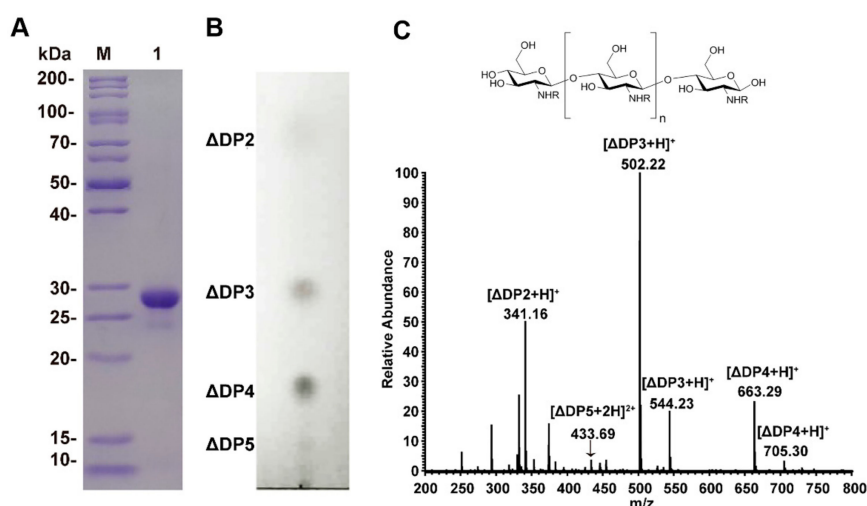 A
kDa
M
1
200-
100-
70-
50-
40-
30-
25-
20-
15-
10-
B
ΔDP2
ΔDP3
ΔDP4
ΔDP5
C
OH
HO
O
HO
NHR
O
OH
O
HO
NHR
n
O
OH
O
HO
OH
NHR
[ΔDP3+H]⁺
502.22
[ΔDP2+H]⁺
341.16
[ΔDP5+2H]²⁺
433.69
[ΔDP3+H]⁺
544.23
[ΔDP4+H]⁺
663.29
[ΔDP4+H]⁺
705.30
Relative Abundance
100
90
80
70
60
50
40
30
20
10
0
200 250 300 350 400 450 500 550 600 650 700 750 800
m/z